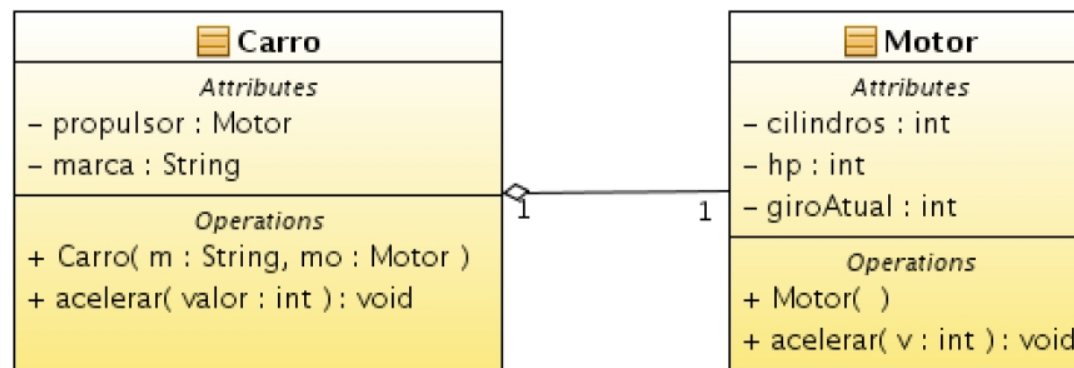 Carro
Attributes
– propulsor : Motor
– marca : String
Operations
+ Carro( m : String, mo : Motor )
+ acelerar( valor : int ) : void
1
1
Motor
Attributes
– cilindros : int
– hp : int
– giroAtual : int
Operations
+ Motor( )
+ acelerar( v : int ) : void